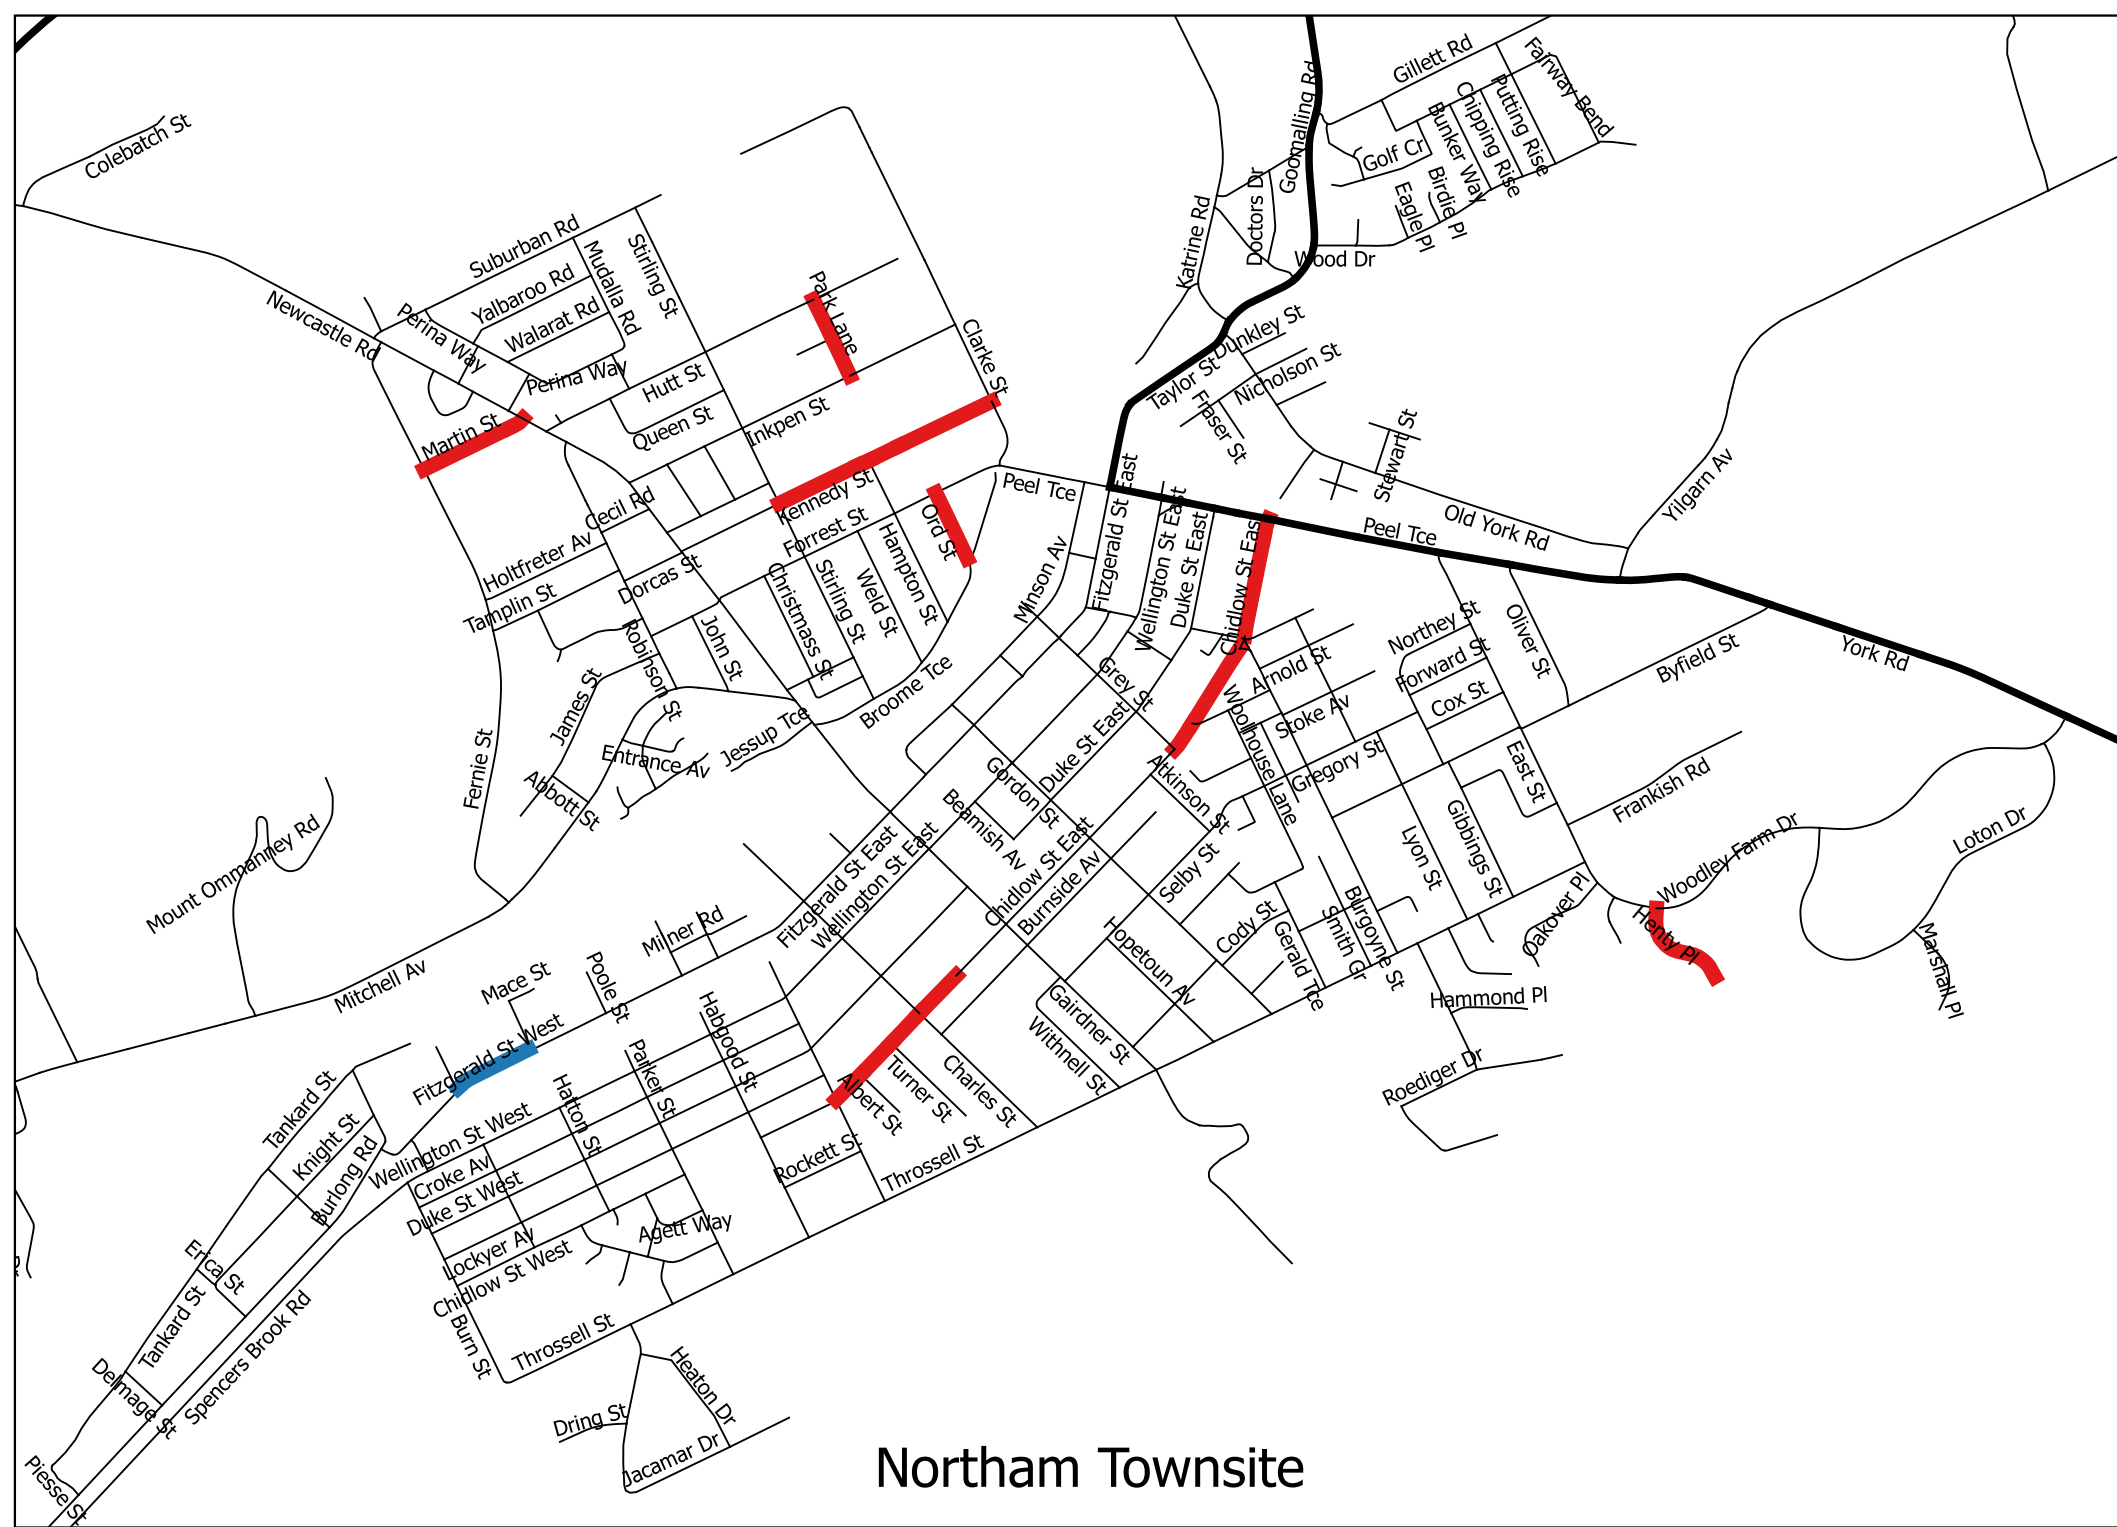 Colebatch St
Gillett Rd
Fairway Bend
Putting Rise
Chipping Rise
Bunker Way
Goomalling Rd
Golf Cr
Birdie Pl
Eagle Pl
Doctors Dr
Katrine Rd
Wood Dr
Suburban Rd
Yalbaroo Rd
Walarat Rd
Mudalla Rd
Stirling St
Park Lane
Newcastle Rd
Perina Way
Perina Way
Hutt St
Queen St
Inkpen St
Clarke St
Dunkley St
Taylor St
Nicholson St
Fraser St
Stewart St
Yilgarn Av
Martin St
Kennedy St
Cecil Rd
Forrest St
Ord St
Peel Tce
Fitzgerald St East
Wellington St East
Duke St East
Chidlow St East
Peel Tce
Old York Rd
Holtfreter Av
Tamplin St
Dorcas St
Christmass St
Stirling St
Weld St
Hampton St
Minson Av
Robinson St
John St
James St
Broome Tce
Jessup Tce
Entrance Av
Abbott St
Fernie St
Grey St
Northey St
Forward St
Cox St
Oliver St
Byfield St
York Rd
Arnold St
Stoke Av
Woolhouse Lane
Gregory St
Duke St East
Gordon St
Beamish Av
Atkinson St
East St
Frankish Rd
Gibbings St
Lyon St
Woodley Farm Dr
Loton Dr
Mount Ommanney Rd
Mitchell Av
Fitzgerald St East
Wellington St East
Chidlow St East
Burnside Av
Selby St
Cody St
Hopetoun Av
Gerald Tce
Smith Gr
Burgoyne St
Oakover Pl
Henty Pl
Marshall Pl
Milner Rd
Poole St
Mace St
Fitzgerald St West
Habgood St
Parker St
Hatton St
Gairdner St
Withnell St
Hammond Pl
Roediger Dr
Tankard St
Knight St
Burlong Rd
Wellington St West
Croke Av
Duke St West
Lockyer Av
Chidlow St West
Agett Way
Albert St
Turner St
Charles St
Rockett St
Throssell St
Erica St
Tankard St
Spencers Brook Rd
Delmage St
Piesse St
Burn St
Throssell St
Heaton Dr
Dring St
Jacamar Dr
Northam Townsite